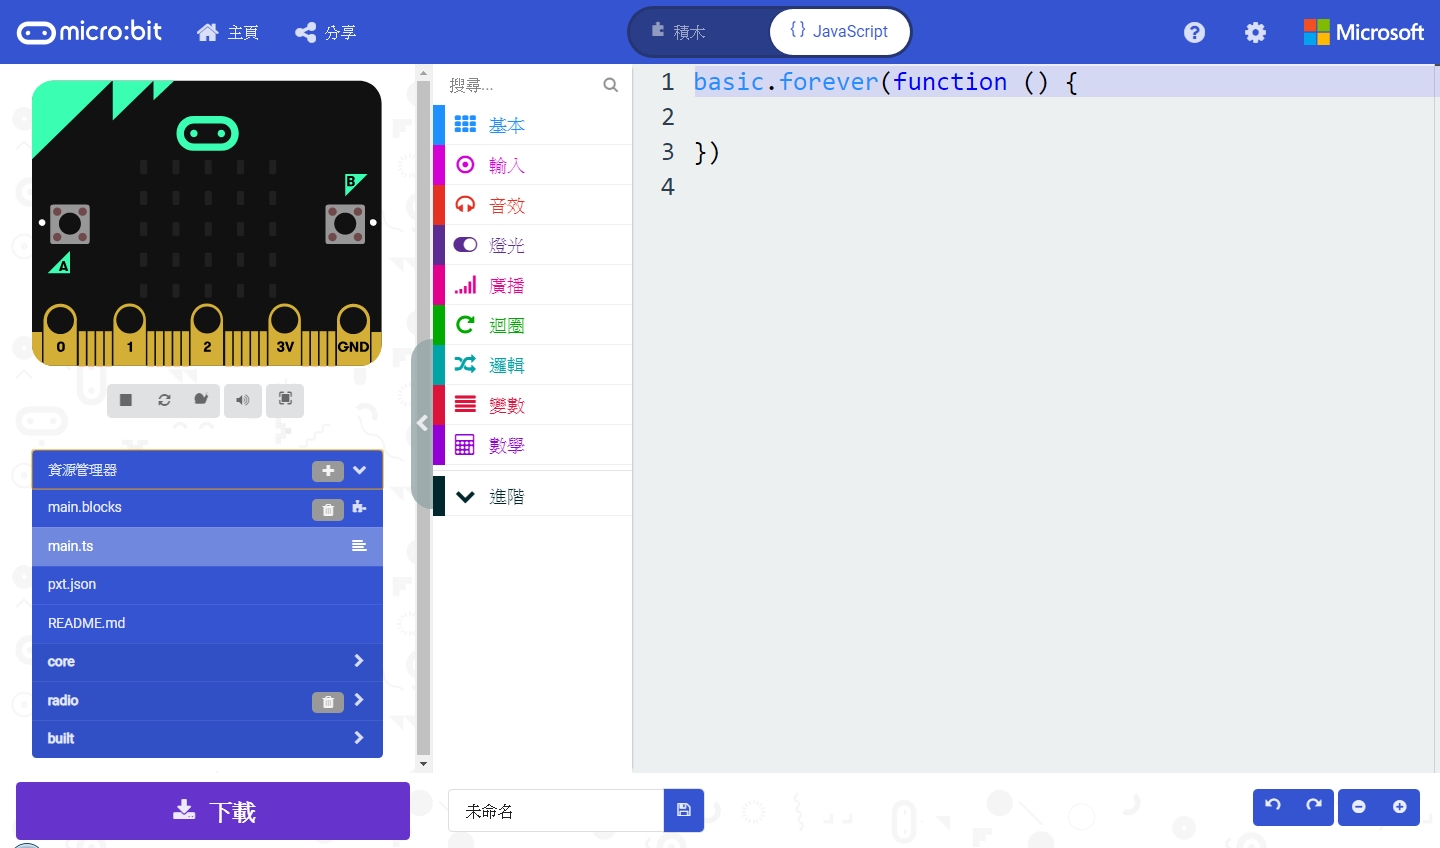 micro:bit 主頁 分享 積木 {} JavaScript ? Microsoft
B
A
0 1 2 3V GND
資源管理器
main.blocks
main.ts
pxt.json
README.md
core
radio
built
下載
搜尋...
基本
輸入
音效
燈光
廣播
迴圈
邏輯
變數
數學
進階
1 basic.forever(function () {
2
3 })
4
未命名